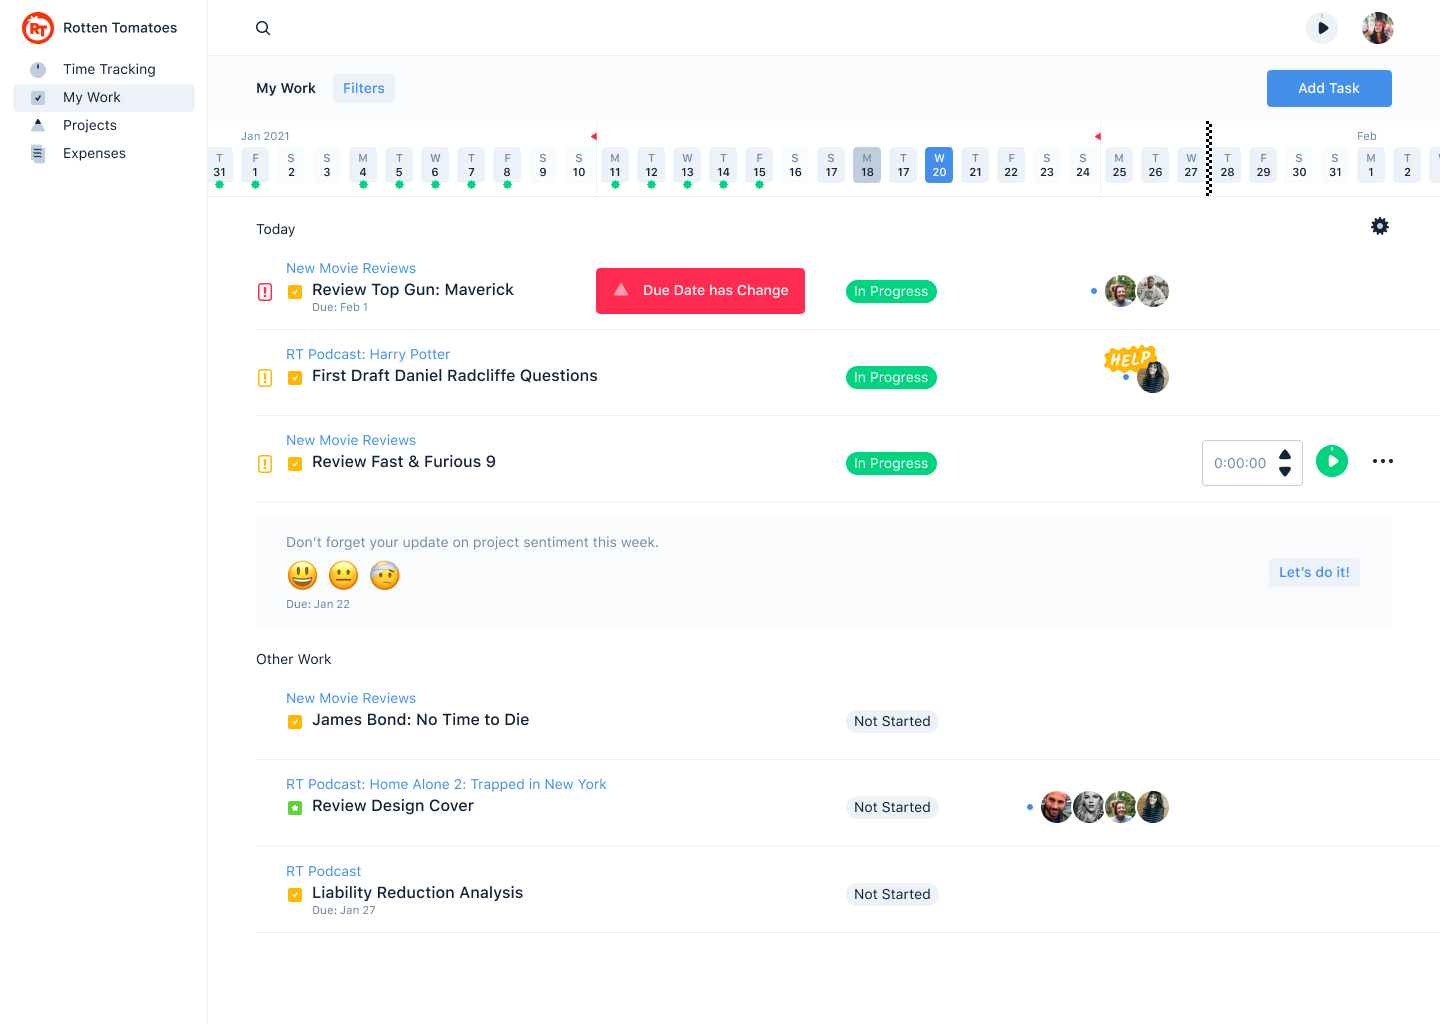 RT Rotten Tomatoes
Time Tracking
My Work
Projects
Expenses
My Work Filters Add Task
Jan 2021 Feb
T F S S M T W T F S S M T W T F S S M T W T F S S M T W T F S S M T
31 1 2 3 4 5 6 7 8 9 10 11 12 13 14 15 16 17 18 17 20 21 22 23 24 25 26 27 28 29 30 31 1 2
Today
New Movie Reviews
Review Top Gun: Maverick
Due: Feb 1
Due Date has Change
In Progress
RT Podcast: Harry Potter
First Draft Daniel Radcliffe Questions
In Progress
HELP
New Movie Reviews
Review Fast & Furious 9
In Progress
0:00:00
Don’t forget your update on project sentiment this week.
Due: Jan 22
Let’s do it!
Other Work
New Movie Reviews
James Bond: No Time to Die
Not Started
RT Podcast: Home Alone 2: Trapped in New York
Review Design Cover
Not Started
RT Podcast
Liability Reduction Analysis
Due: Jan 27
Not Started